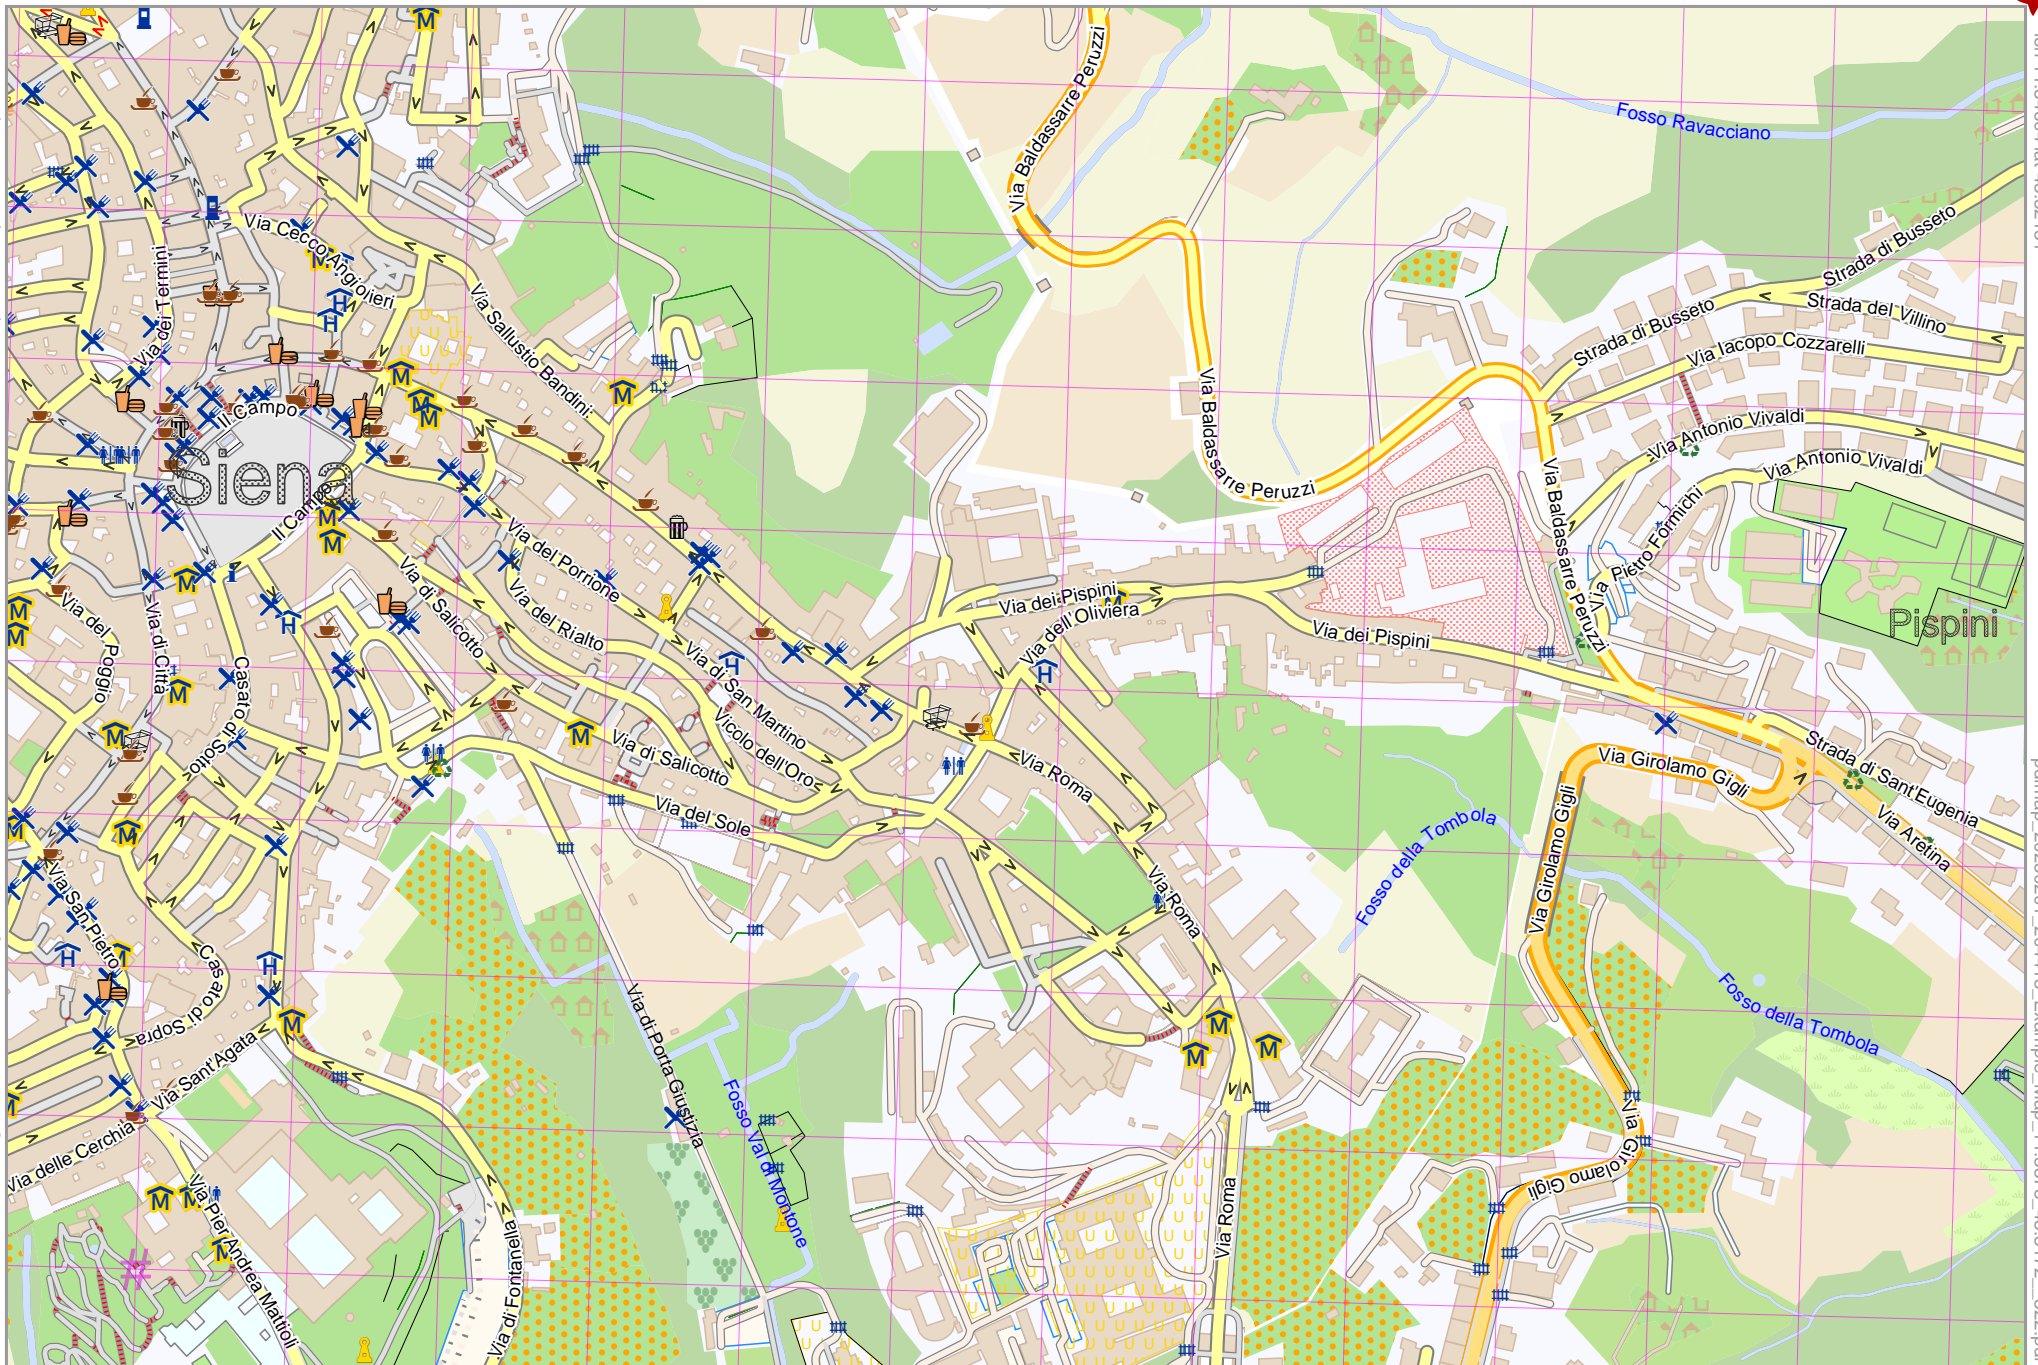 Via Baldassarre Peruzzi
Fosso Ravacciano
Via Cecco Angiolieri
Via dei Termini
Strada di Busseto
Strada di Busseto
Strada del Villino
Via Sallustio Bandini
Via Iacopo Cozzarelli
Via Baldassarre Peruzzi
Il Campo
Via Antonio Vivaldi
Via Antonio Vivaldi
Siena
Il Campo
Via Baldassarre Peruzzi
Via Pietro Formichi
Via del Porrione
Via di Salicotto
Via del Rialto
Via dei Pispini
Via dell'Oliviera
Via dei Pispini
Pispini
Via del Poggio
Via di Città
Casato di Sotto
Via di San Martino
Vicolo dell'Oro
Via di Salicotto
Via Roma
Via del Sole
Via Girolamo Gigli
Strada di Sant'Eugenia
Via Aretina
Via Girolamo Gigli
Fosso della Tombola
Via San Pietro
Via Roma
Casato di Sopra
Via Sant'Agata
Via di Porta Giustizia
Fosso della Tombola
Fosso Val di Montone
Via delle Cerchia
Via Girolamo Gigli
Via Pier Andrea Mattioli
Via di Fontanella
Via Roma